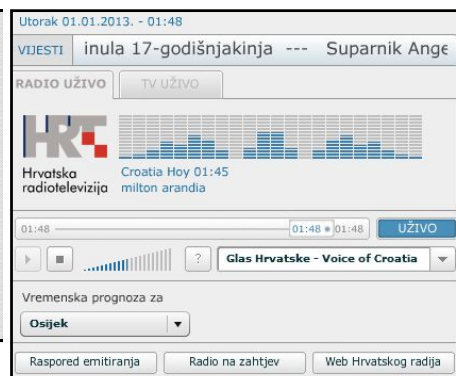 Utorak 01.01.2013. - 01:48
VIJESTI inula 17-godišnjakinja --- Suparnik Ange
RADIO UŽIVO TV UŽIVO
HRT
Hrvatska
radiotelevizija
Croatia Hoy 01:45
milton arandia
01:48 01:48 01:48 UŽIVO
? Glas Hrvatske - Voice of Croatia
Vremenska prognoza za
Osijek
Raspored emitiranja Radio na zahtjev Web Hrvatskog radija